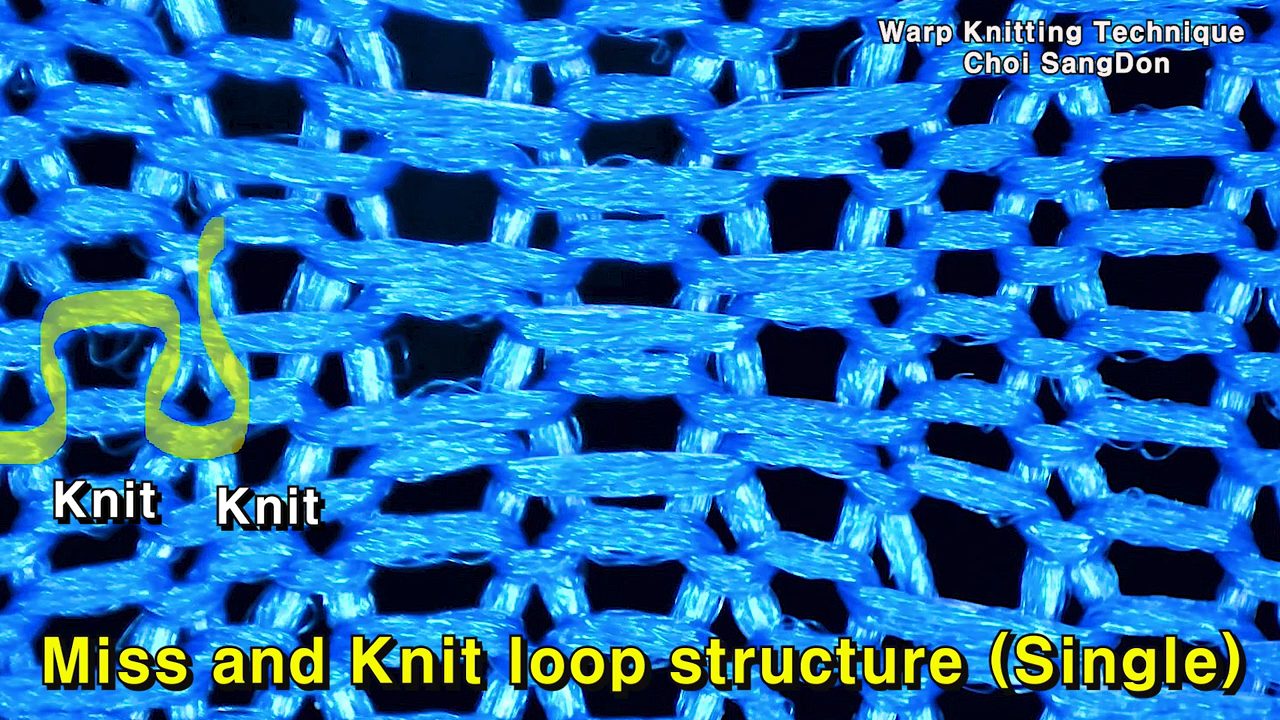 Warp Knitting Technique
Choi SangDon
Knit Knit
Miss and Knit loop structure (Single)